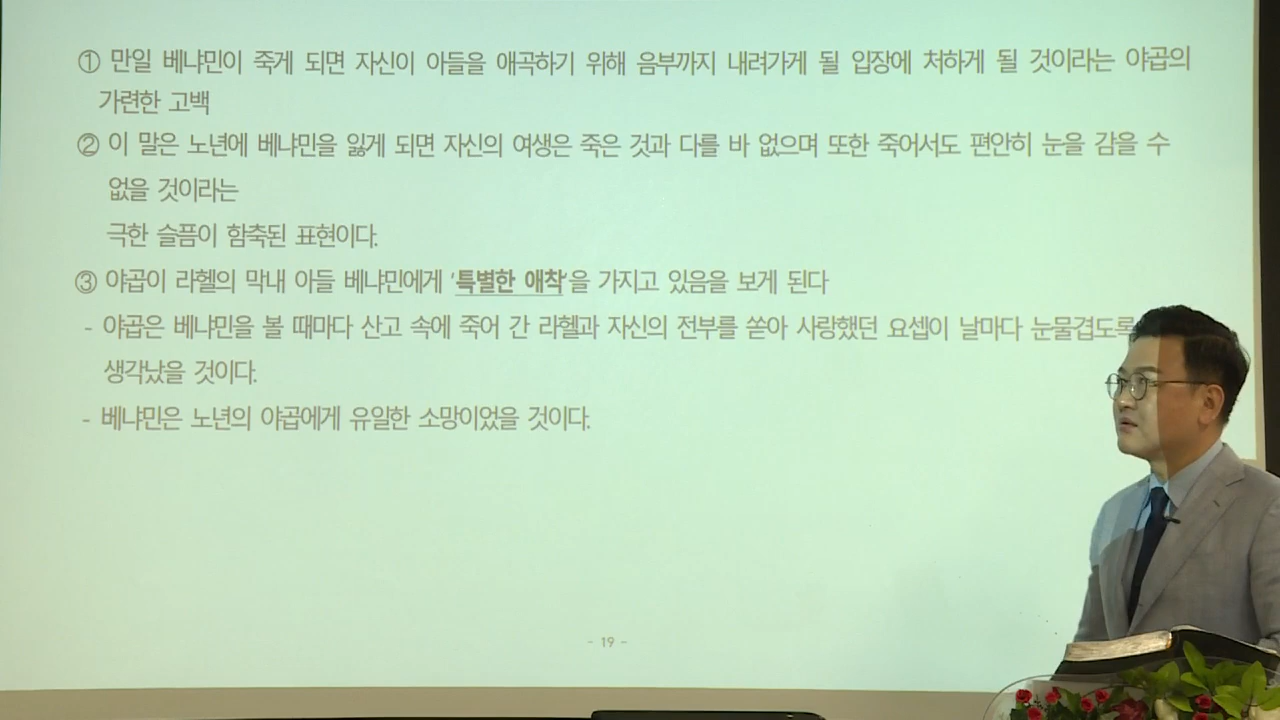 ① 만일 베냐민이 죽게 되면 자신이 아들을 애곡하기 위해 음부까지 내려가게 될 입장에 처하게 될 것이라는 야곱의
가련한 고백
② 이 말은 노년에 베냐민을 잃게 되면 자신의 여생은 죽은 것과 다를 바 없으며 또한 죽어서도 편안히 눈을 감을 수
없을 것이라는
극한 슬픔이 함축된 표현이다.
③ 야곱이 라헬의 막내 아들 베냐민에게 '특별한 애착'을 가지고 있음을 보게 된다
- 야곱은 베냐민을 볼 때마다 산고 속에 죽어 간 라헬과 자신의 전부를 쏟아 사랑했던 요셉이 날마다 눈물겹도록
생각났을 것이다.
- 베냐민은 노년의 야곱에게 유일한 소망이었을 것이다.
- 19 -